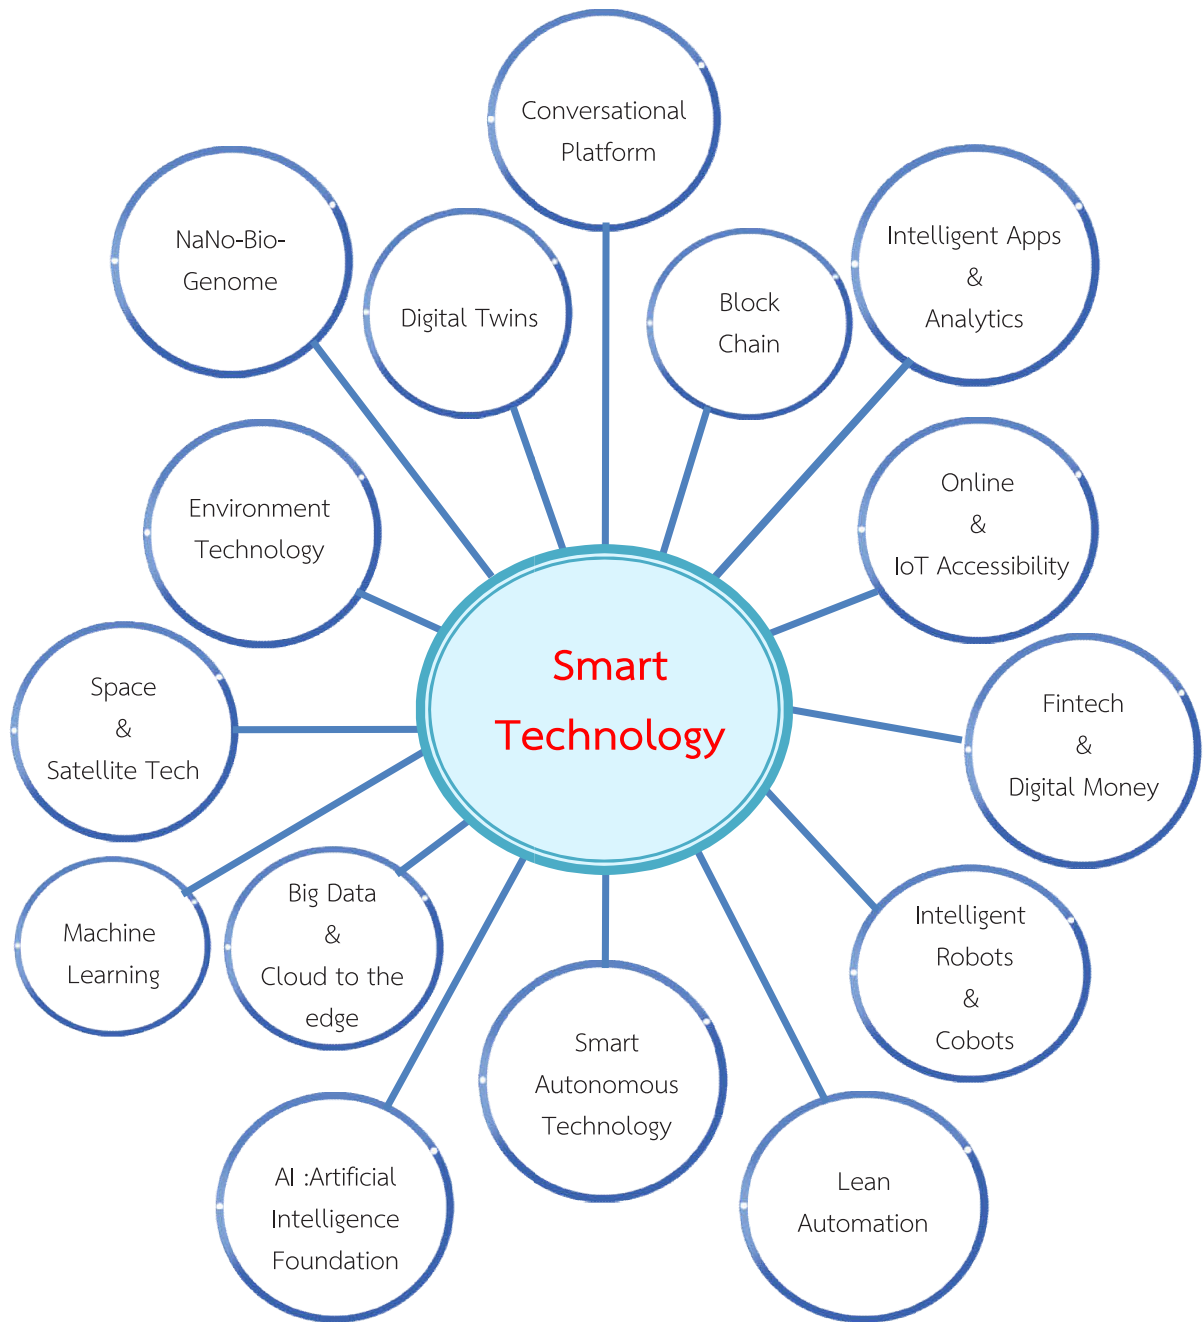 Conversational
Platform
NaNo-Bio-
Genome
Digital Twins
Block
Chain
Intelligent Apps
&
Analytics
Environment
Technology
Online
&
IoT Accessibility
Smart
Technology
Space
&
Satellite Tech
Fintech
&
Digital Money
Machine
Learning
Big Data
&
Cloud to the
edge
Intelligent
Robots
&
Cobots
Smart
Autonomous
Technology
AI :Artificial
Intelligence
Foundation
Lean
Automation